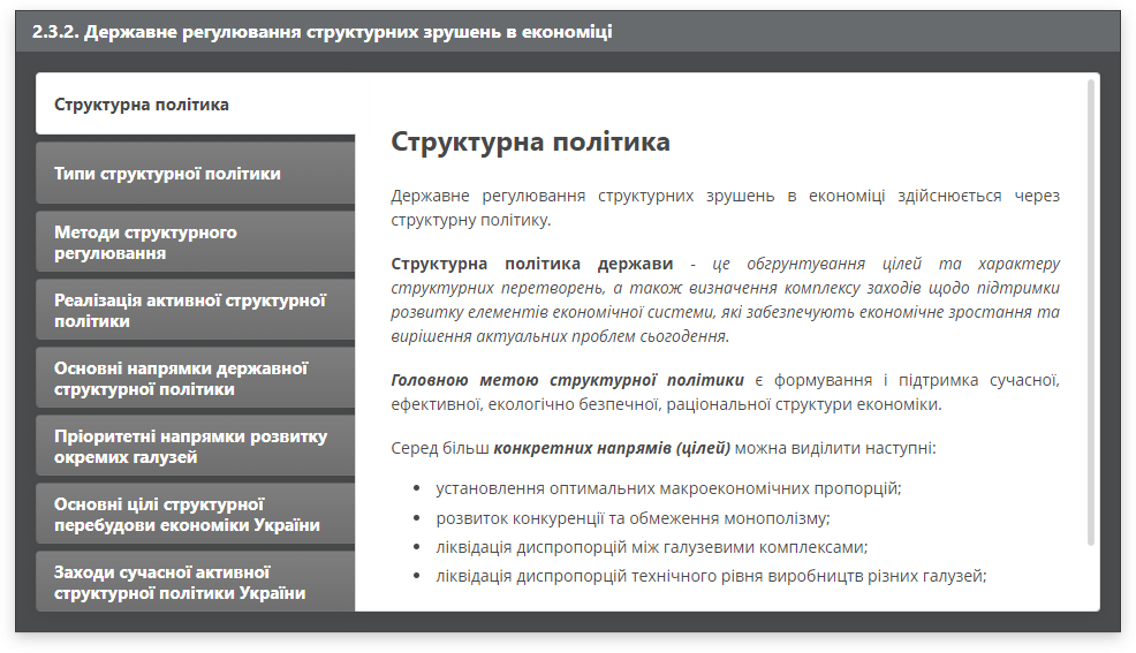 2.3.2. Державне регулювання структурних зрушень в економіці
Структурна політика
Типи структурної політики
Методи структурного
регулювання
Реалізація активної структурної
політики
Основні напрямки державної
структурної політики
Пріоритетні напрямки розвитку
окремих галузей
Основні цілі структурної
перебудови економіки України
Заходи сучасної активної
структурної політики України
Структурна політика
Державне регулювання структурних зрушень в економіці здійснюється через
структурну політику.
Структурна політика держави - це обгрунтування цілей та характеру
структурних перетворень, а також визначення комплексу заходів щодо підтримки
розвитку елементів економічної системи, які забезпечують економічне зростання та
вирішення актуальних проблем сьогодення.
Головною метою структурної політики є формування і підтримка сучасної,
ефективної, екологічно безпечної, раціональної структури економіки.
Серед більш конкретних напрямів (цілей) можна виділити наступні:
• установлення оптимальних макроекономічних пропорцій;
• розвиток конкуренції та обмеження монополізму;
• ліквідація диспропорцій між галузевими комплексами;
• ліквідація диспропорцій технічного рівня виробництв різних галузей;